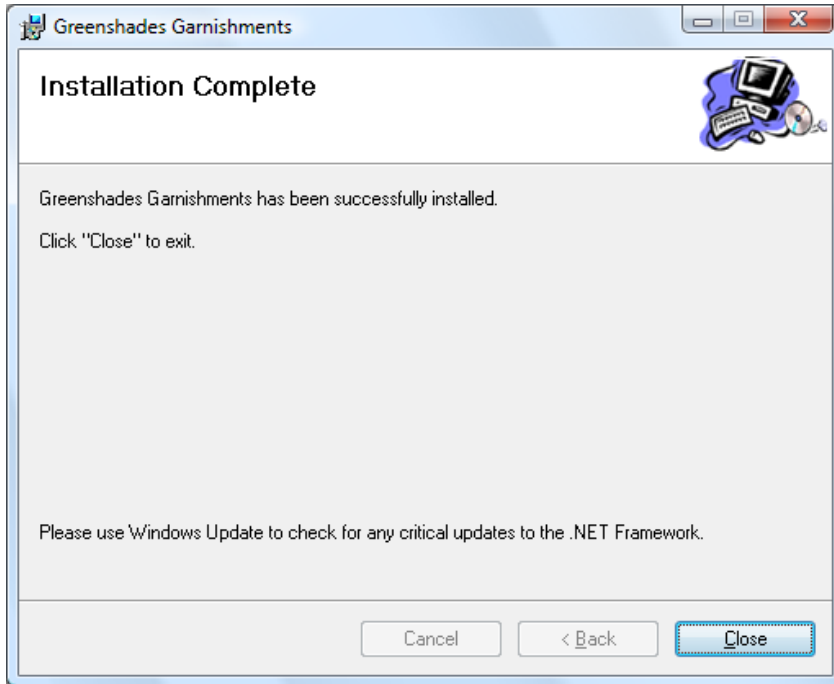 Greenshades Garnishments
Installation Complete
Greenshades Garnishments has been successfully installed.
Click "Close" to exit.
Please use Windows Update to check for any critical updates to the .NET Framework.
Cancel
< Back
Close